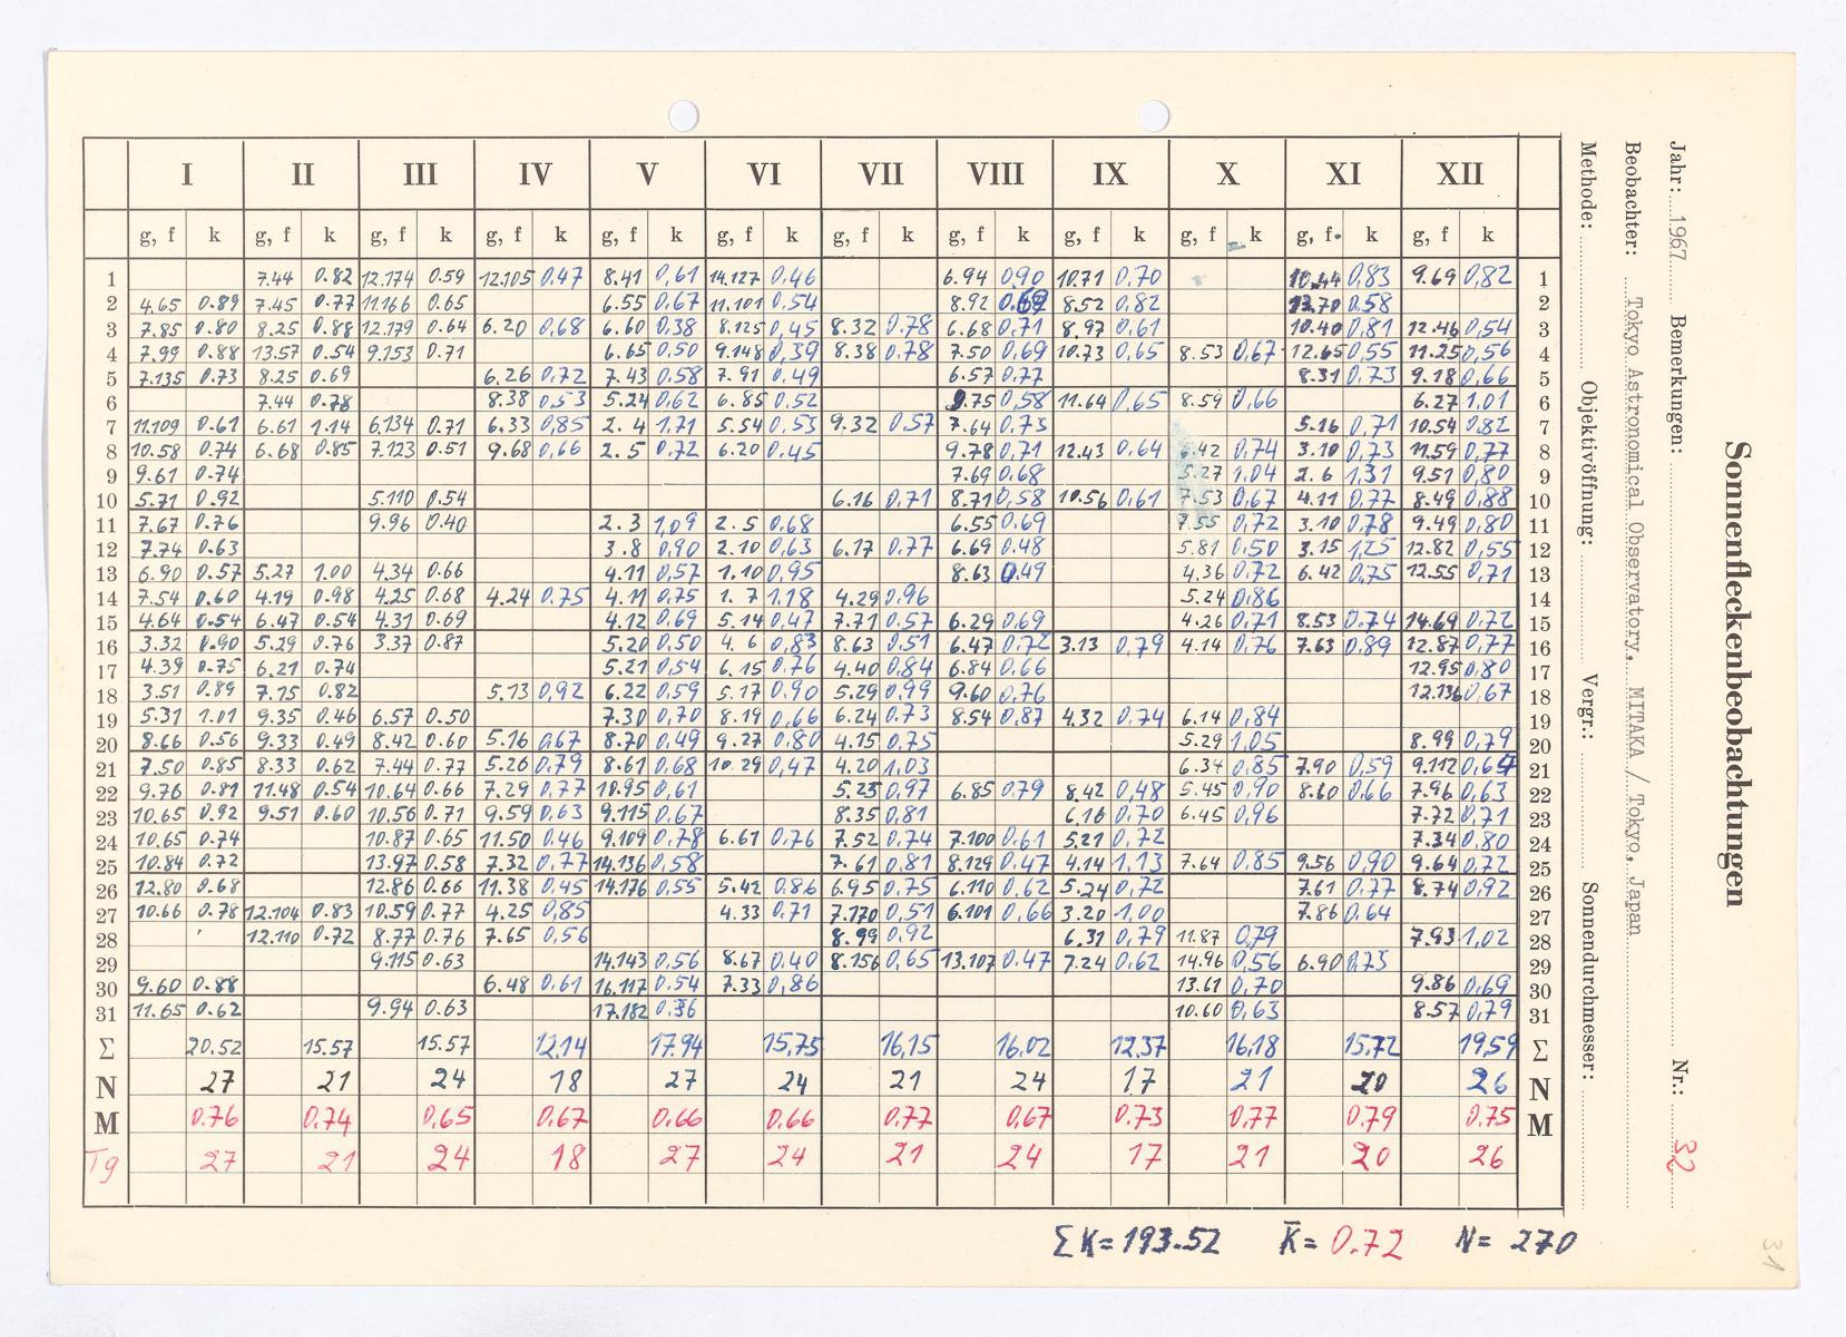 I II III IV V VI VII VIII IX X XI XII
g, f k g, f k g, f k g, f k g, f k g, f k g, f k g, f k g, f k g, f k g, f k g, f k
1 7.44 0.82 12.174 0.59 12.105 0,47 8.41 0,61 14.127 0,46 6.94 0,90 10.71 0,70 10.44 0,83 9.69 0,82 1
2 4.65 0.89 7.45 0.77 11.166 0.65 6.55 0,67 11.101 0,54 8.92 8.52 0,82 0.58 2
3 7.85 0.80 8.25 0.88 12.179 0.64 6.20 0,68 6.60 0,38 8.125 0,45 8.32 0.78 6.68 0,71 8.97 0,61 10.40 0,81 12.46 0,54 3
4 7.99 0.88 13.57 0.54 9.153 0.71 6.65 0,50 9.148 0,39 8.38 0,78 7.50 0,69 10.73 0,65 8.53 0,67 12.65 0,55 11.25 0,56 4
5 7.135 0.73 8.25 0.69 6.26 0,72 7.43 0.58 7.91 0,49 6.57 0,77 8.31 0,73 9.18 0,66 5
6 7.44 0.78 8.38 0,53 5.24 0,62 6.85 0,52 9.75 0,58 11.64 0,65 8.59 0,66 6.27 1,01 6
7 11.109 0.61 6.61 1.14 6.134 0.71 6.33 0,85 2.4 1,71 5.54 0,53 9.32 0,57 7.64 0,73 5.16 0,71 10.54 0,82 7
8 10.58 0.74 6.68 0.85 7.123 0.51 9.68 0,66 2.5 0,72 6.20 0,45 9.78 0,71 12.43 0,64 6.42 0,74 3.10 0,73 11.59 0,77 8
9 9.61 0.74 7.69 0.68 5.27 1,04 2.6 1,31 9.51 0,80 9
10 5.71 0.92 5.110 0.54 6.16 0,71 8.71 0,58 10.56 0,61 7.53 0,67 4.11 0,77 8.49 0,88 10
11 7.67 0.76 9.96 0.40 2.3 1,09 2.5 0,68 6.55 0.69 7.55 0,72 3.10 0,78 9.49 0,80 11
12 7.74 0.63 3.8 0,90 2.10 0,63 6.17 0,77 6.69 0.48 5.81 0,50 3.15 1,25 12.82 0,55 12
13 6.90 0.57 5.27 1.00 4.34 0.66 4.11 0,57 1.10 0,95 8.63 0.49 4.36 0,72 6.42 0,75 12.55 0,71 13
14 7.54 0.60 4.19 0.98 4.25 0.68 4.24 0.75 4.11 0,75 1.7 1.18 4.29 0,96 5.24 0,86 14
15 4.64 0.54 6.47 0.54 4.31 0.69 4.12 0,69 5.14 0,47 7.71 0,57 6.29 0,69 4.26 0,71 8.53 0,74 14.69 0,72 15
16 3.32 0.90 5.29 0.76 3.37 0.87 5.20 0,50 4.6 0,83 8.63 0,51 6.47 0,72 3.13 0,79 4.14 0,76 7.63 0,89 12.87 0,77 16
17 4.39 0.75 6.21 0.74 5.21 0,54 6.15 0,76 4.40 0,84 6.84 0,66 12.95 0,80 17
18 3.51 0.89 7.15 0.82 5.13 0,92 6.22 0,59 5.17 0,90 5.29 0,99 9.60 0,76 12.136 0,67 18
19 5.31 1.01 9.35 0.46 6.57 0.50 7.30 0,70 8.19 0,66 6.24 0,73 8.54 0,87 4.32 0,74 6.14 0,84 19
20 8.66 0.56 9.33 0.49 8.42 0.60 5.16 0,67 8.70 0,49 9.27 0,80 4.15 0,75 5.29 1,05 8.99 0,79 20
21 7.50 0.85 8.33 0.62 7.44 0.77 5.26 0,79 8.61 0,68 10.29 0,47 4.20 1,03 6.34 0,85 7.90 0,59 9.112 21
22 9.76 0.81 11.48 0.54 10.64 0.66 7.29 0,77 10.95 0,61 5.23 0,97 6.85 0,79 8.42 0,48 5.45 0,90 8.80 0,66 7.96 0,63 22
23 10.65 0.92 9.51 0.60 10.56 0.71 9.59 0,63 9.115 0,67 8.35 0,81 6.16 0,70 6.45 0,96 7.72 0,71 23
24 10.65 0.74 10.87 0.65 11.50 0.46 9.109 0,78 6.61 0,76 7.52 0,74 7.100 0.61 5.21 0,72 7.34 0,80 24
25 10.84 0.72 13.97 0.58 7.32 0,77 14.136 0,58 7.61 0,81 8.129 0.47 4.14 1,13 7.64 0,85 9.56 0,90 9.64 0,72 25
26 12.80 0.68 12.86 0.66 11.38 0,45 14.176 0,55 5.42 0,86 6.95 0,75 6.110 0,62 5.24 0,72 7.61 0,77 8.74 0,92 26
27 10.66 0.78 12.104 0.83 10.59 0.77 4.25 0,85 4.33 0,71 7.170 0,51 6.101 0,66 3.20 1,00 7.86 0,64 27
28 12.110 0.72 8.77 0.76 7.65 0,56 8.99 0,92 6.31 0,79 11.87 0,79 7.93 1,02 28
29 9.115 0.63 14.143 0,56 8.67 0,40 8.156 0,65 13.107 0.47 7.24 0,62 14.96 0,56 6.90 0,73 29
30 9.60 0.88 6.48 0,61 16.117 0,54 7.33 0,86 13.61 0,70 9.86 0,69 30
31 11.65 0.62 9.94 0.63 17.182 0.36 10.60 0,63 8.57 0,79 31
Σ 20.52 15.57 15.57 12,14 17.94 15,75 16,15 16,02 12,37 16,18 15,72 19,59 Σ
N 27 21 24 18 27 24 21 24 17 21 20 26 N
M 0.76 0.74 0,65 0,67 0,66 0.66 0.77 0,67 0.73 0,77 0.79 0.75 M
Tg 27 21 24 18 27 24 21 24 17 21 20 26
ΣK = 193.52 K̄ = 0.72 N = 270
Sonnenfleckenbeobachtungen
Jahr: 1967 Bemerkungen: Nr.: 32
Beobachter: Tokyo Astronomical Observatory, MITAKA / Tokyo, Japan
Methode: Objektivöffnung: Vergr.: Sonnendurchmesser:
31